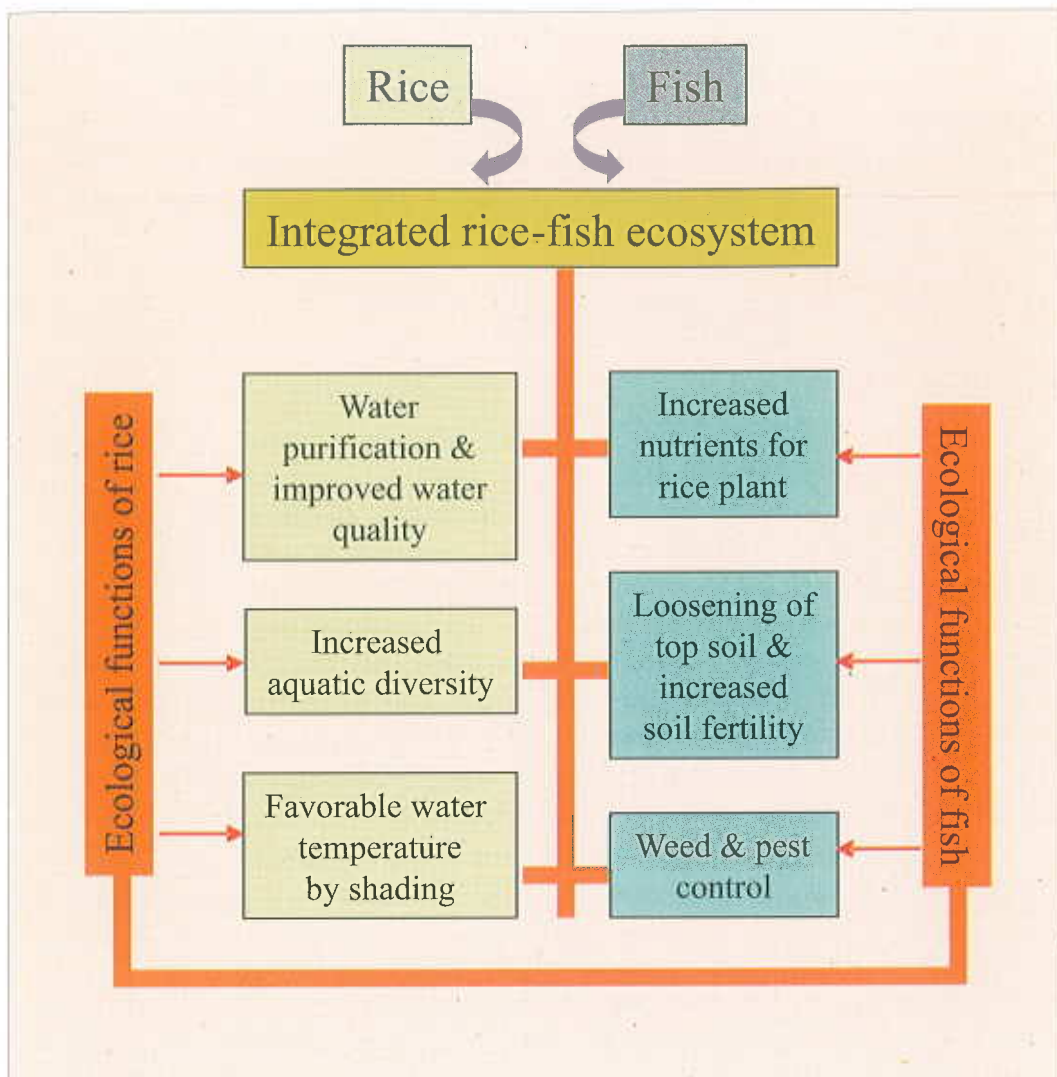 Rice
Fish
Integrated rice-fish ecosystem
Ecological functions of rice
Water
purification &
improved water
quality
Increased
aquatic diversity
Favorable water
temperature
by shading
Increased
nutrients for
rice plant
Loosening of
top soil &
increased
soil fertility
Weed & pest
control
Ecological functions of fish